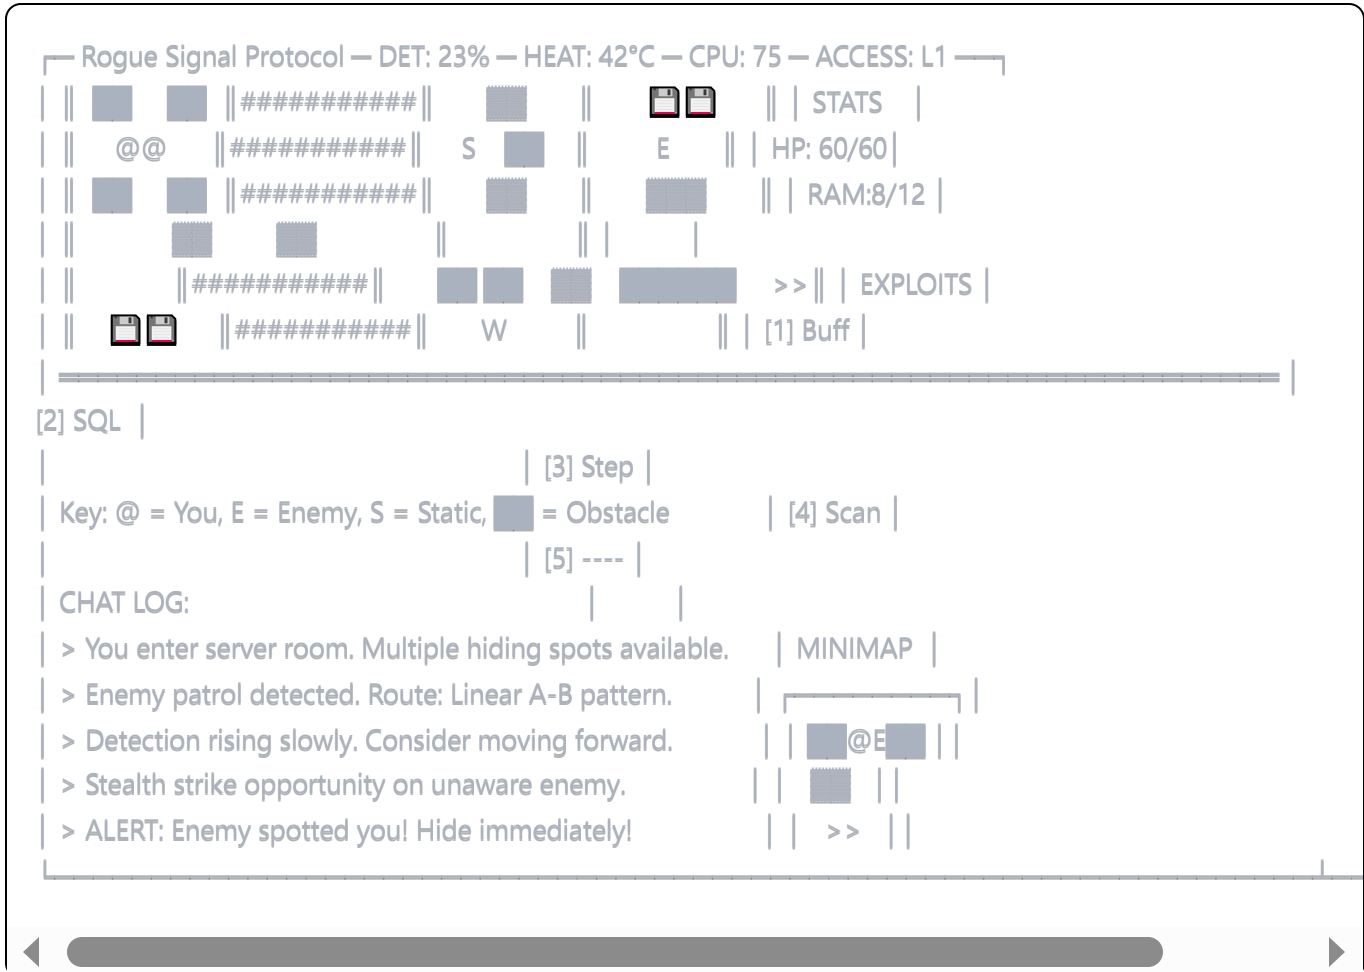 ┌─ Rogue Signal Protocol ─ DET: 23% ─ HEAT: 42°C ─ CPU: 75 ─ ACCESS: L1 ──┐
│ ║ ██ ██ ║###########║ ▓▓ ║ 💾💾 ║ │ STATS │
│ ║ @@ ║###########║ S ██ ║ E ║ │ HP: 60/60│
│ ║ ██ ██ ║###########║ ▓▓ ║ ▓▓▓ ║ │ RAM:8/12 │
│ ║ ▓▓ ▓▓ ║ ║ │ │
│ ║ ║###########║ ██ ██ ▓▓ ██████ >>║ │ EXPLOITS │
│ ║ 💾💾 ║###########║ W ║ ║ │ [1] Buff │
│ ═══════════════════════════════════════════════════════════════ │
[2] SQL │
│ │ [3] Step │
│ Key: @ = You, E = Enemy, S = Static, ██ = Obstacle │ [4] Scan │
│ │ [5] ---- │
│ CHAT LOG: │ │
│ > You enter server room. Multiple hiding spots available. │ MINIMAP │
│ > Enemy patrol detected. Route: Linear A-B pattern. │ ┌─────────┐│
│ > Detection rising slowly. Consider moving forward. │ │ ██@E██ ││
│ > Stealth strike opportunity on unaware enemy. │ │ ▓▓ ││
│ > ALERT: Enemy spotted you! Hide immediately! │ │ >> ││
└──────────────────────────────────────────────────────────────────┴──